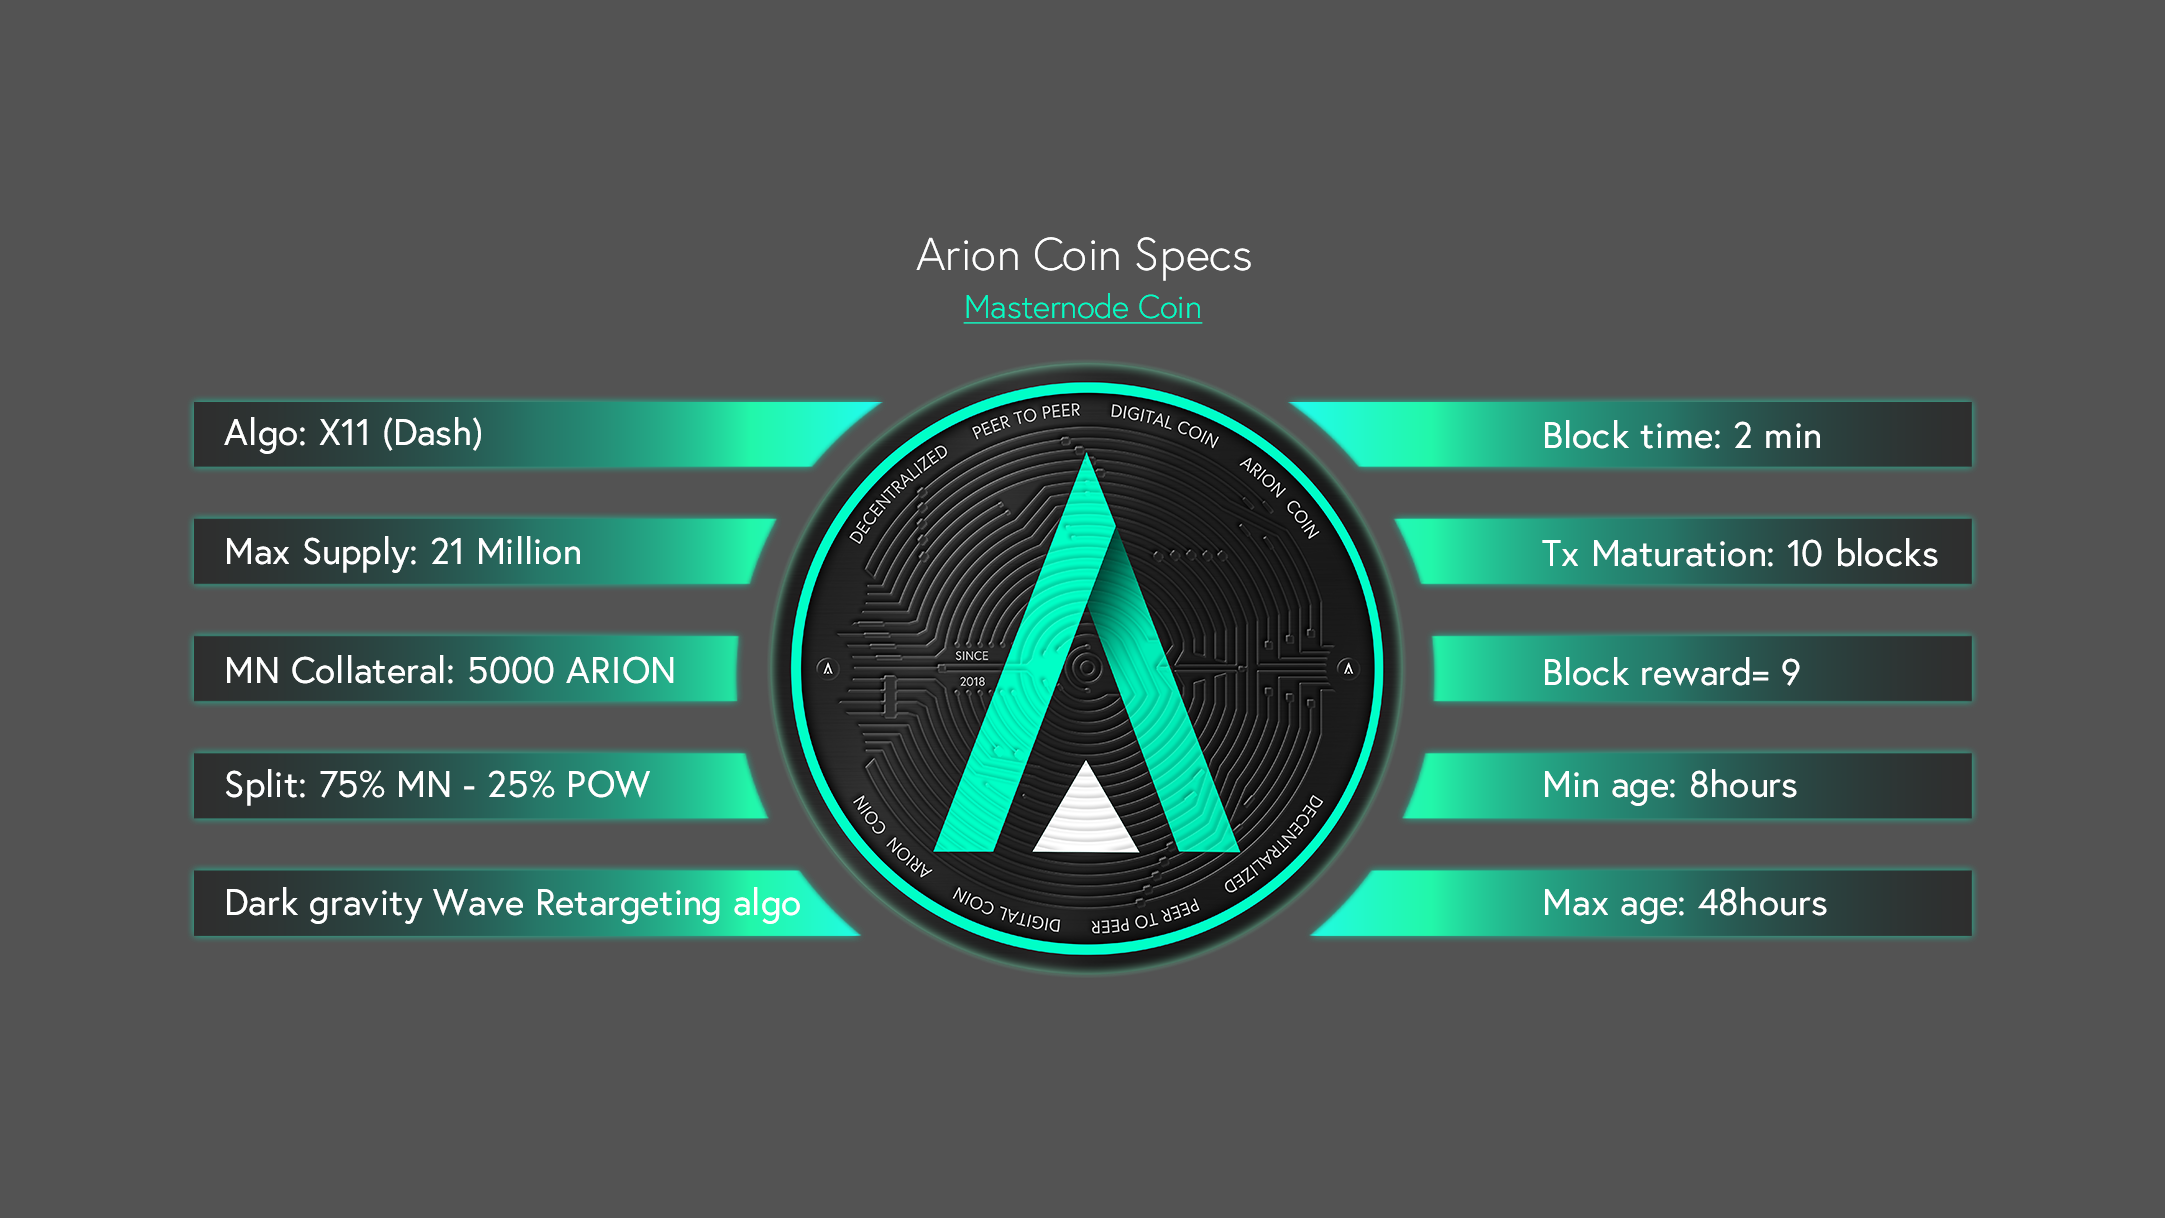 Arion Coin Specs
Masternode Coin
Algo: X11 (Dash)
Max Supply: 21 Million
MN Collateral: 5000 ARION
Split: 75% MN - 25% POW
Dark gravity Wave Retargeting algo
DECENTRALIZED
PEER TO PEER
DIGITAL COIN
ARION COIN
SINCE
2018
ARION COIN
DIGITAL COIN
PEER TO PEER
DECENTRALIZED
Block time: 2 min
Tx Maturation: 10 blocks
Block reward= 9
Min age: 8hours
Max age: 48hours